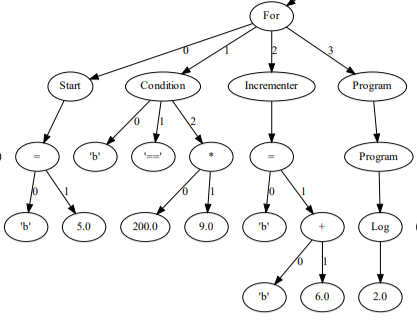 For
0 1 2 3
Start Condition Incrementer Program
0 1 2
= 'b' '==' * = Program
0 1 0 1 0 1
'b' 5.0 200.0 9.0 'b' + Log
0 1
'b' 6.0 2.0